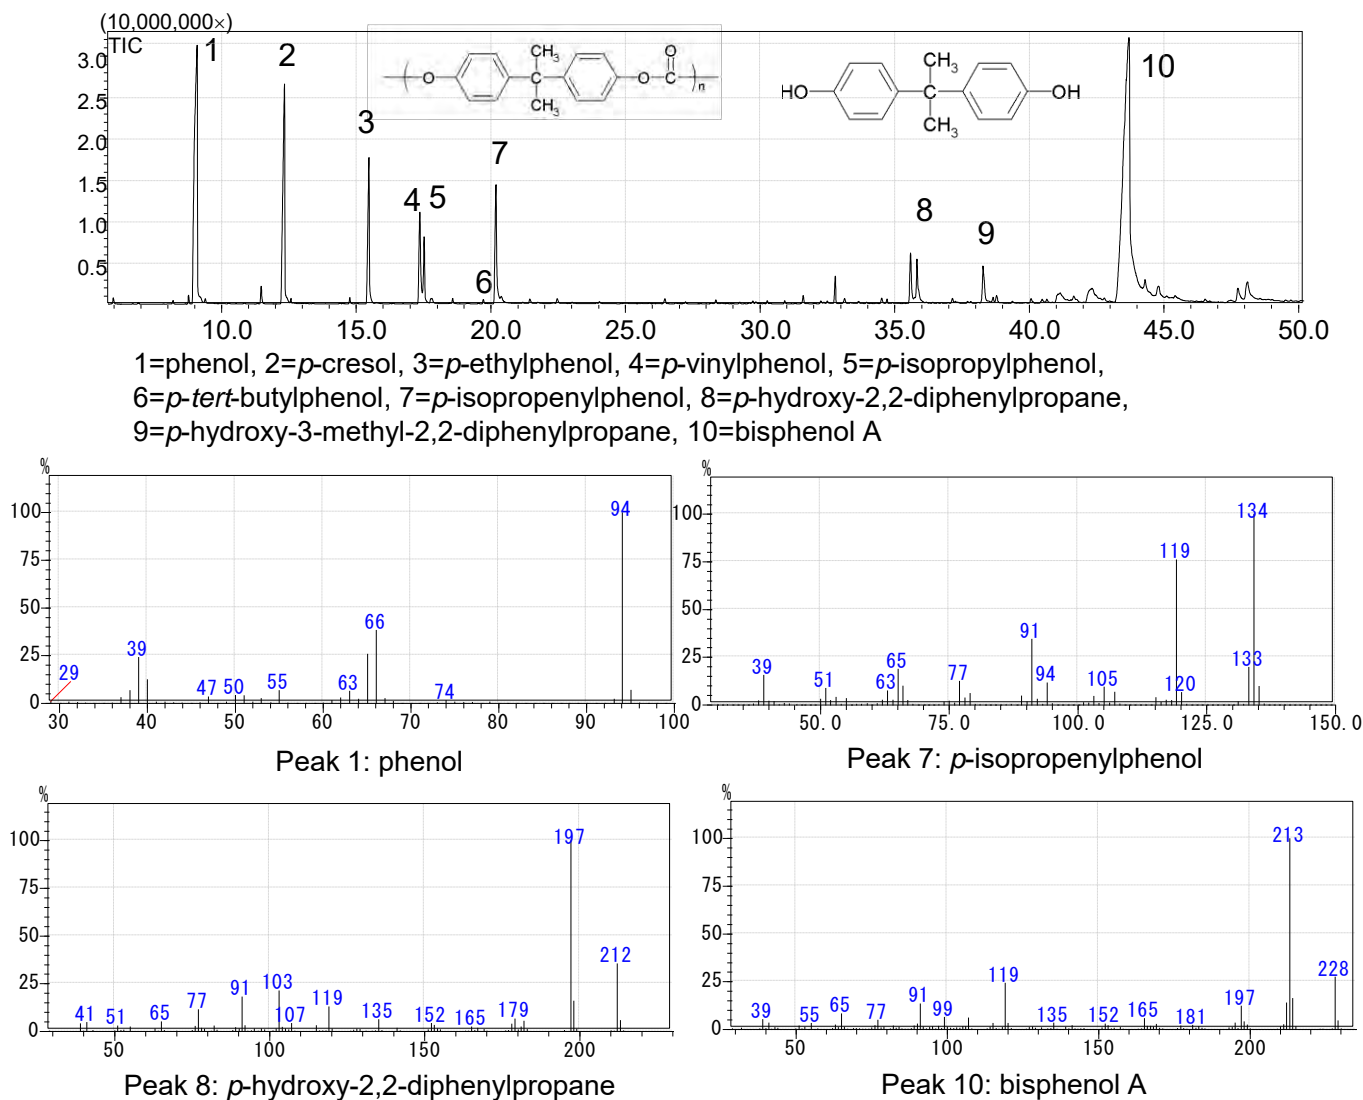 (10,000,000×)
TIC
3.0
2.5
2.0
1.5
1.0
0.5
1
2
3
4
5
6
7
8
9
10
O
CH3
CH3
O
C
O
n
HO
CH3
CH3
OH
10.0 15.0 20.0 25.0 30.0 35.0 40.0 45.0 50.0
1=phenol, 2=p-cresol, 3=p-ethylphenol, 4=p-vinylphenol, 5=p-isopropylphenol,
6=p-tert-butylphenol, 7=p-isopropenylphenol, 8=p-hydroxy-2,2-diphenylpropane,
9=p-hydroxy-3-methyl-2,2-diphenylpropane, 10=bisphenol A
%
100
75
50
25
0
29 39 47 50 55 63 66 74 94
30 40 50 60 70 80 90 100
Peak 1: phenol
%
100
75
50
25
0
39 51 63 65 77 91 94 105 119 120 133 134
50.0 75.0 100.0 125.0 150.0
Peak 7: p-isopropenylphenol
%
100
75
50
25
0
41 51 65 77 91 103 107 119 135 152 165 179 197 212
50 100 150 200
Peak 8: p-hydroxy-2,2-diphenylpropane
%
100
75
50
25
0
39 55 65 77 91 99 119 135 152 165 181 197 213 228
50 100 150 200
Peak 10: bisphenol A